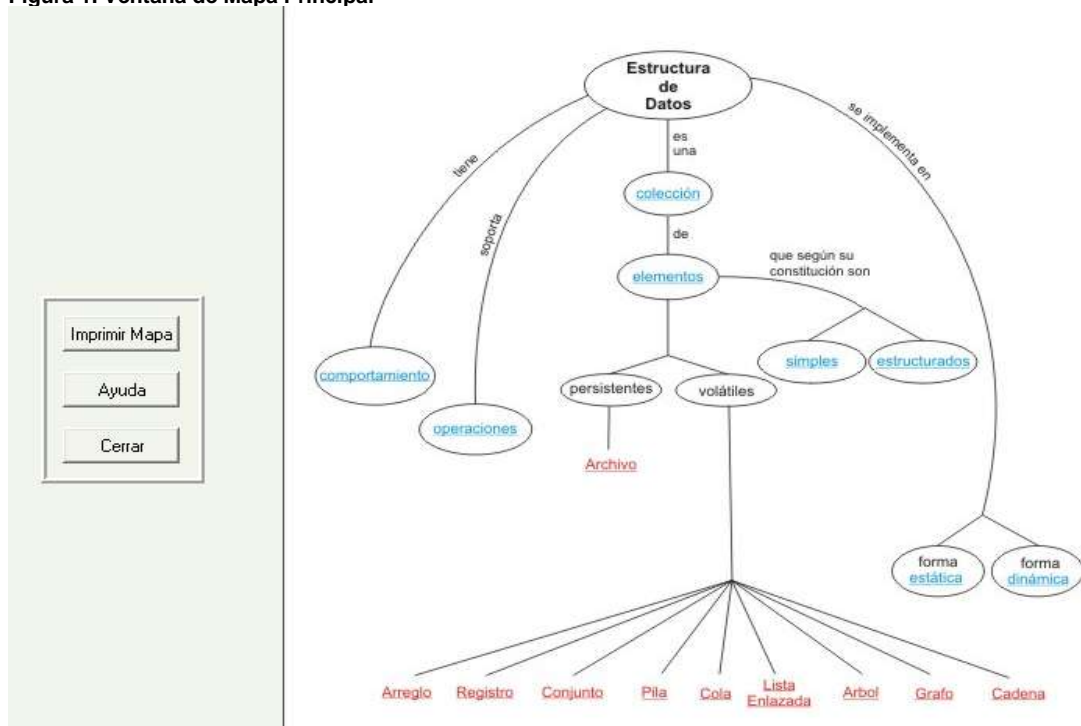 Figura 1. Ventana de Mapa Principal
Imprimir Mapa
Ayuda
Cerrar
Estructura
de
Datos
tiene
soporta
es
una
se implementa en
colección
de
elementos
que según su
constitución son
simples
estructurados
comportamiento
operaciones
persistentes
volátiles
Archivo
forma
estática
forma
dinámica
Arreglo
Registro
Conjunto
Pila
Cola
Lista
Enlazada
Arbol
Grafo
Cadena